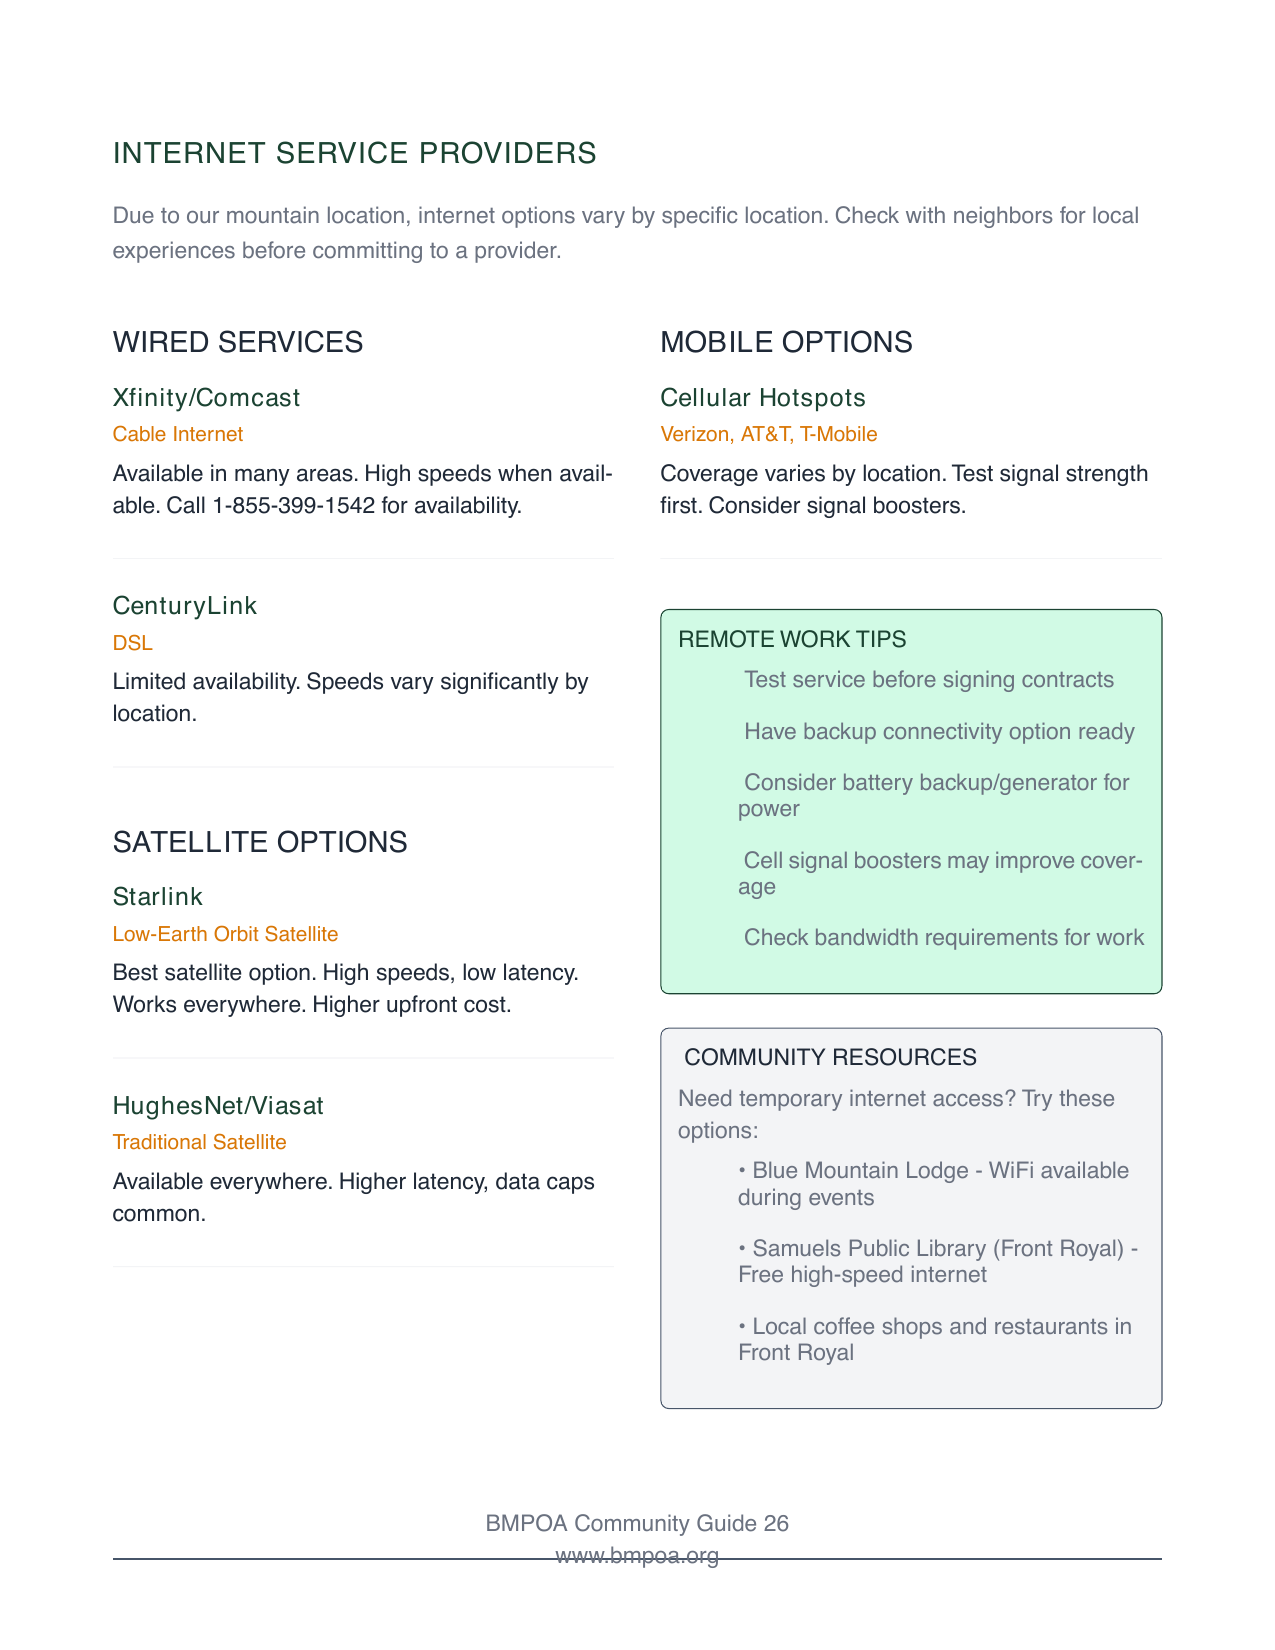 INTERNET SERVICE PROVIDERS
Due to our mountain location, internet options vary by specific location. Check with neighbors for local
experiences before committing to a provider.
WIRED SERVICES
Xfinity/Comcast
Cable Internet
Available in many areas. High speeds when avail-
able. Call 1-855-399-1542 for availability.
CenturyLink
DSL
Limited availability. Speeds vary significantly by
location.
SATELLITE OPTIONS
Starlink
Low-Earth Orbit Satellite
Best satellite option. High speeds, low latency.
Works everywhere. Higher upfront cost.
HughesNet/Viasat
Traditional Satellite
Available everywhere. Higher latency, data caps
common.
MOBILE OPTIONS
Cellular Hotspots
Verizon, AT&T, T-Mobile
Coverage varies by location. Test signal strength
first. Consider signal boosters.
REMOTE WORK TIPS
Test service before signing contracts
Have backup connectivity option ready
Consider battery backup/generator for
power
Cell signal boosters may improve cover-
age
Check bandwidth requirements for work
COMMUNITY RESOURCES
Need temporary internet access? Try these
options:
• Blue Mountain Lodge - WiFi available
during events
• Samuels Public Library (Front Royal) -
Free high-speed internet
• Local coffee shops and restaurants in
Front Royal
BMPOA Community Guide 26
www.bmpoa.org